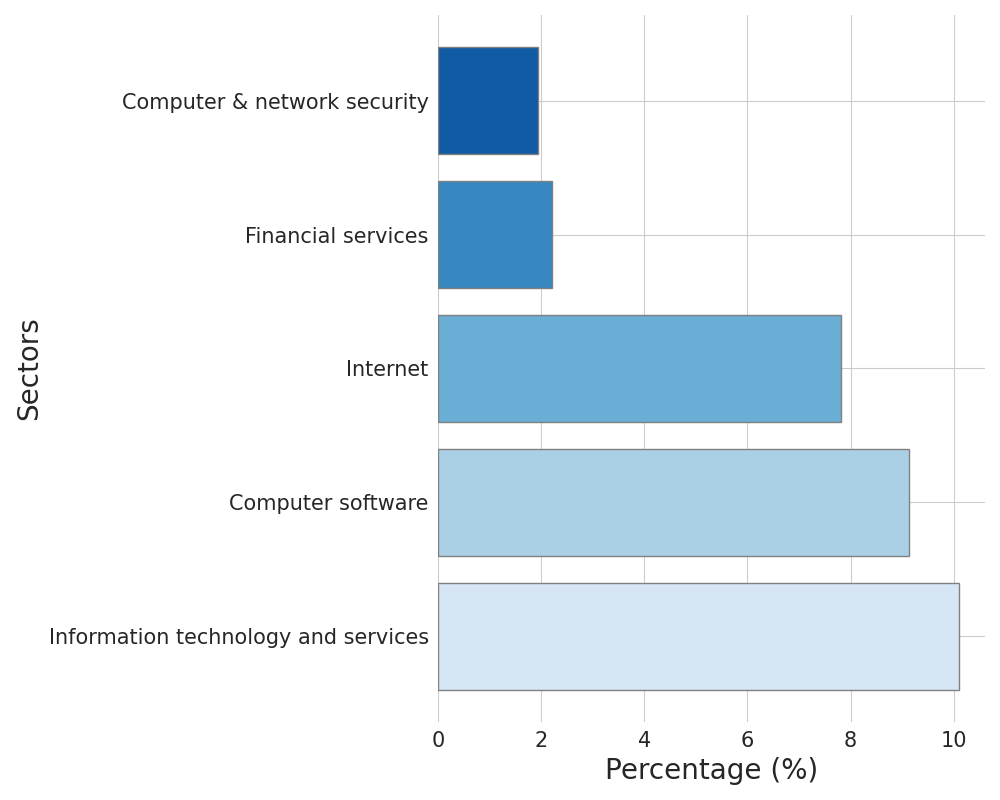 Computer & network security
Financial services
Internet
Computer software
Information technology and services
Sectors
0 2 4 6 8 10
Percentage (%)